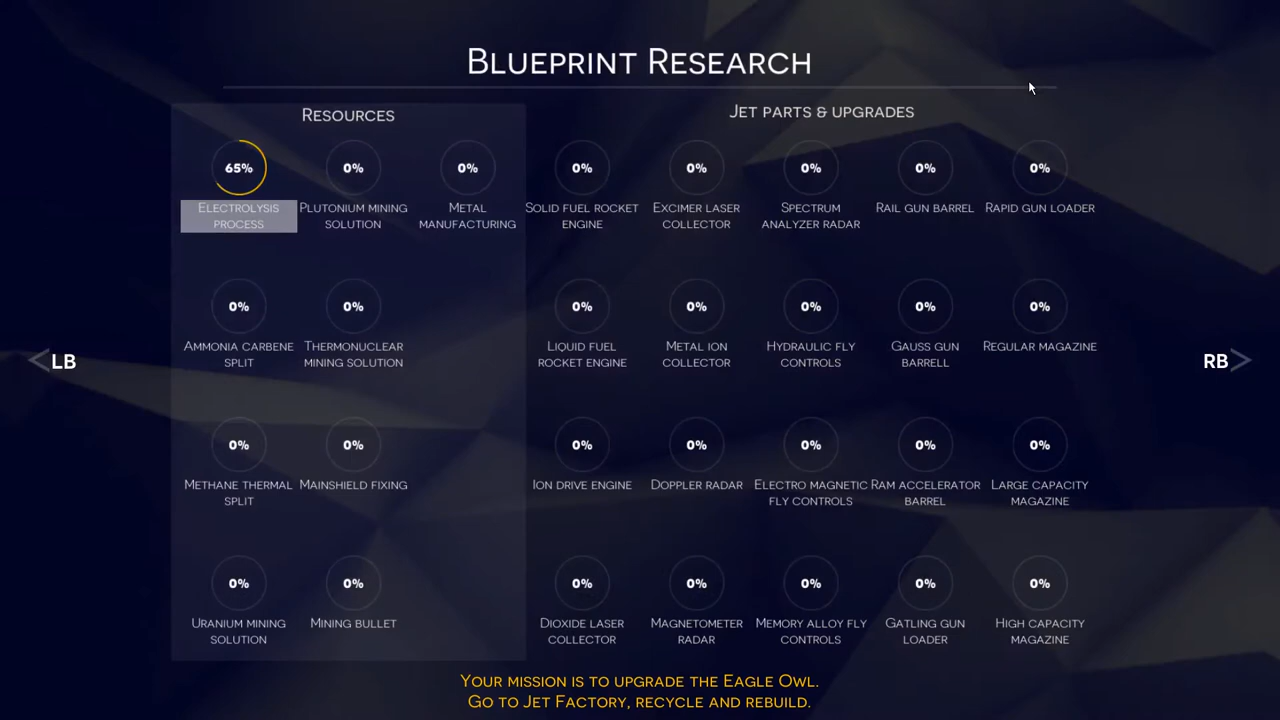 Blueprint Research
Resources
Jet parts & upgrades
65% 0% 0% 0% 0% 0% 0% 0%
Electrolysis Plutonium mining Metal Solid fuel rocket Excimer laser Spectrum Rail gun barrel Rapid gun loader
process solution manufacturing engine collector analyzer radar
0% 0% 0% 0% 0% 0% 0%
Ammonia carbene Thermonuclear Liquid fuel Metal ion Hydraulic fly Gauss gun Regular magazine
split mining solution rocket engine collector controls barrell
0% 0% 0% 0% 0% 0% 0%
Methane thermal Mainshield fixing Ion drive engine Doppler radar Electro magnetic Ram accelerator Large capacity
split fly controls barrel magazine
0% 0% 0% 0% 0% 0% 0%
Uranium mining Mining bullet Dioxide laser Magnetometer Memory alloy fly Gatling gun High capacity
solution collector radar controls loader magazine
LB
RB
Your mission is to upgrade the Eagle Owl.
Go to Jet Factory, recycle and rebuild.